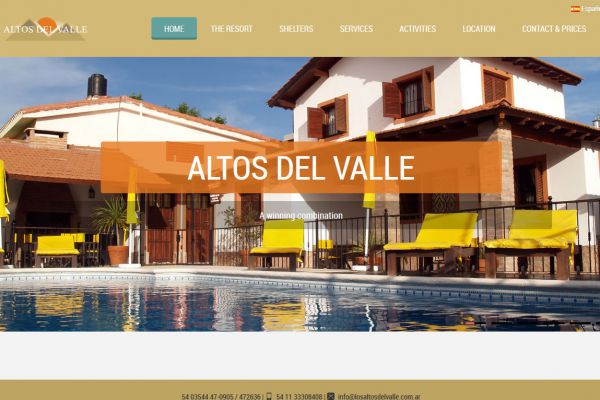 Españ
ALTOS DEL VALLE
HOME THE RESORT SHELTERS SERVICES ACTIVITIES LOCATION CONTACT & PRICES
ALTOS DEL VALLE
A winning combination
54 03544 47-0905 / 472636 | 54 11 33308408 | info@losaltosdelvalle.com.ar